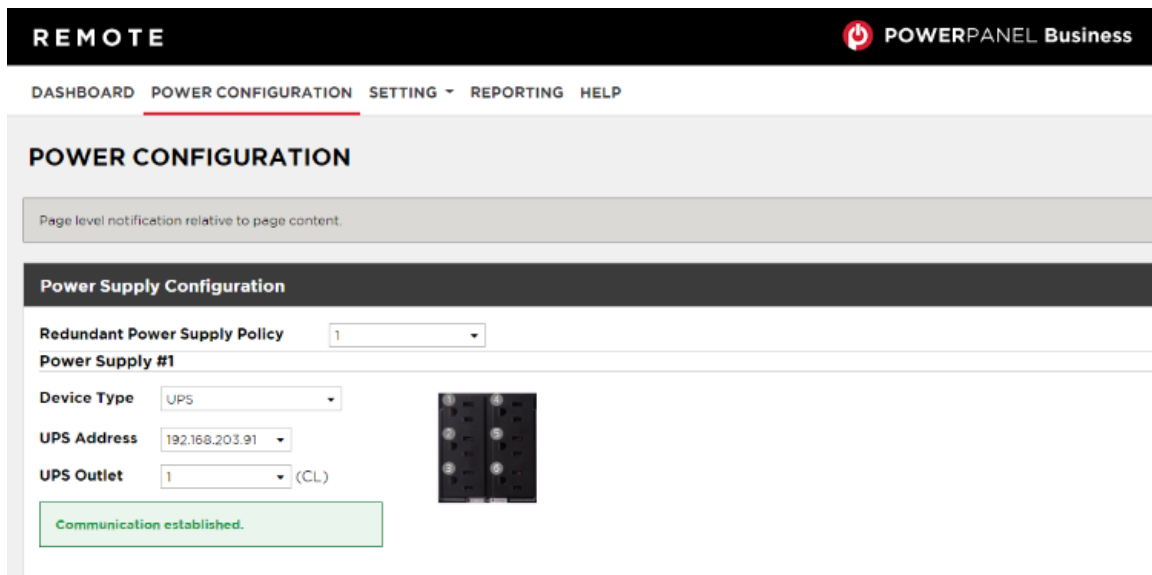 REMOTE
POWERPANEL Business
DASHBOARD POWER CONFIGURATION SETTING REPORTING HELP
POWER CONFIGURATION
Page level notification relative to page content.
Power Supply Configuration
Redundant Power Supply Policy 1
Power Supply #1
Device Type UPS
UPS Address 192.168.203.91
UPS Outlet 1 (CL)
1 4
2 5
3 6
Communication established.